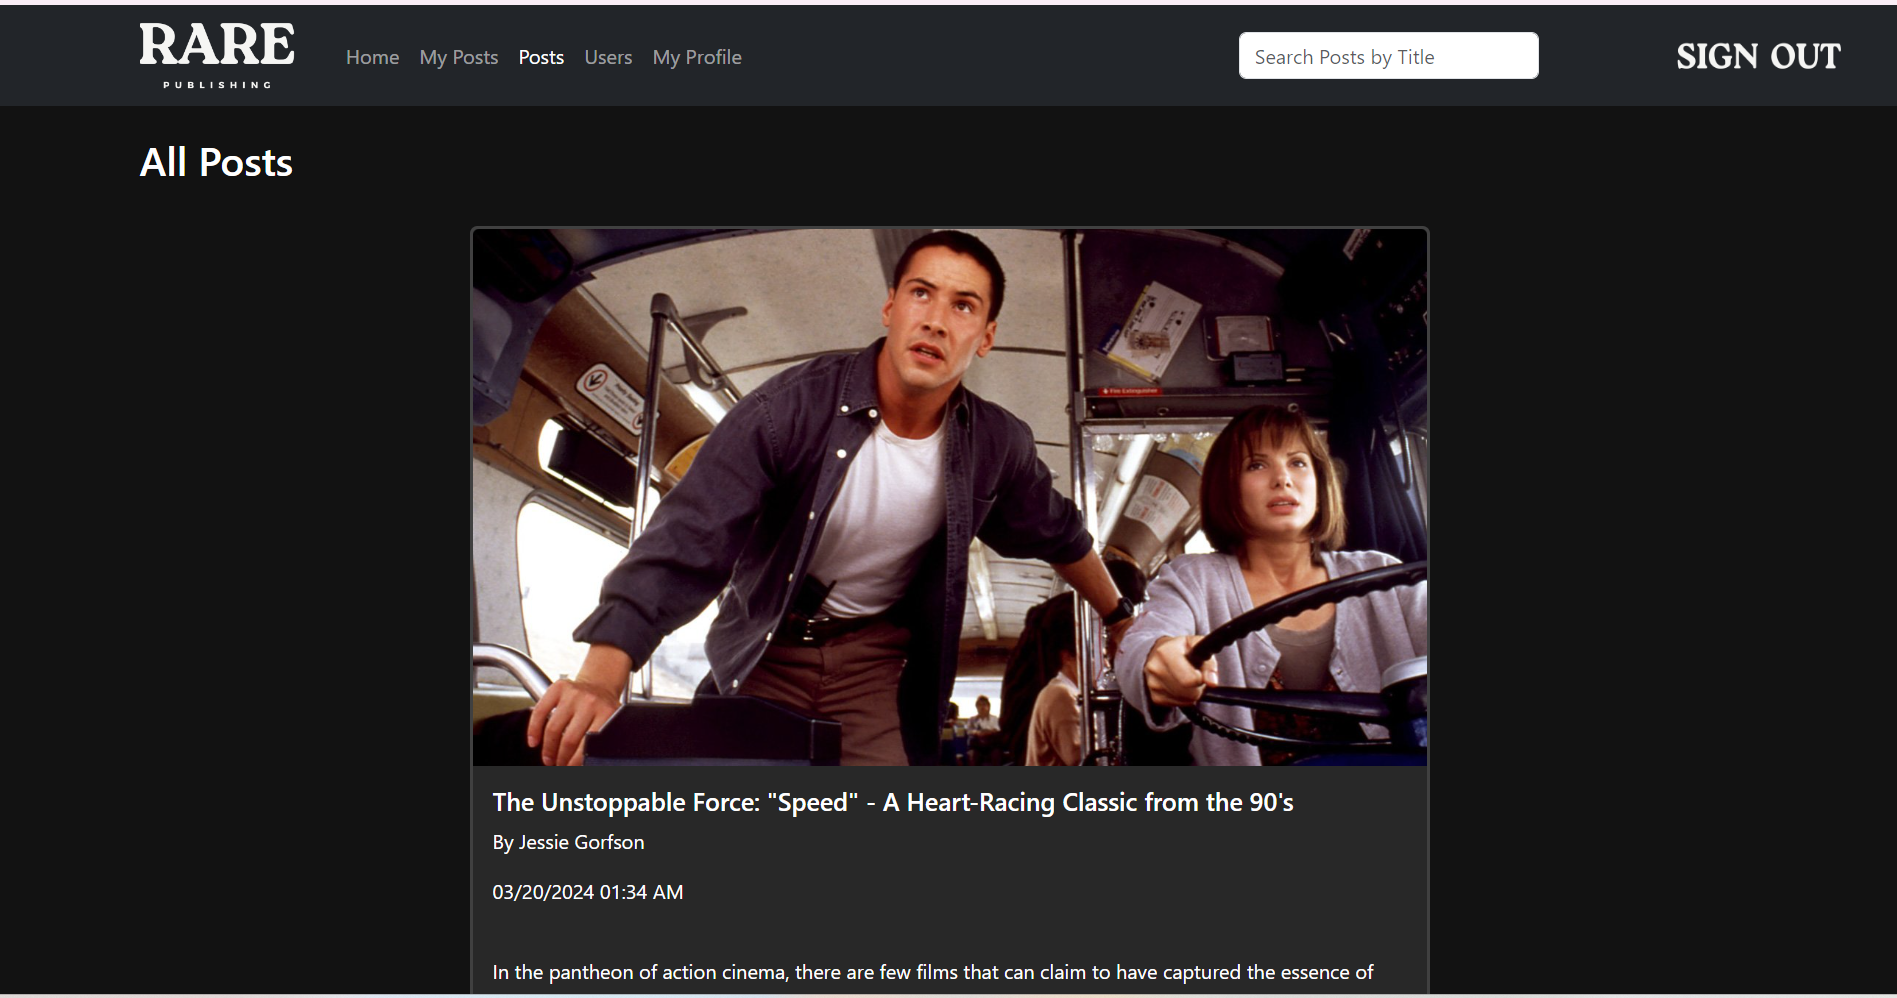 RARE
PUBLISHING
Home My Posts Posts Users My Profile
Search Posts by Title
SIGN OUT
All Posts
Fire Extinguisher
The Unstoppable Force: "Speed" - A Heart-Racing Classic from the 90's
By Jessie Gorfson
03/20/2024 01:34 AM
In the pantheon of action cinema, there are few films that can claim to have captured the essence of